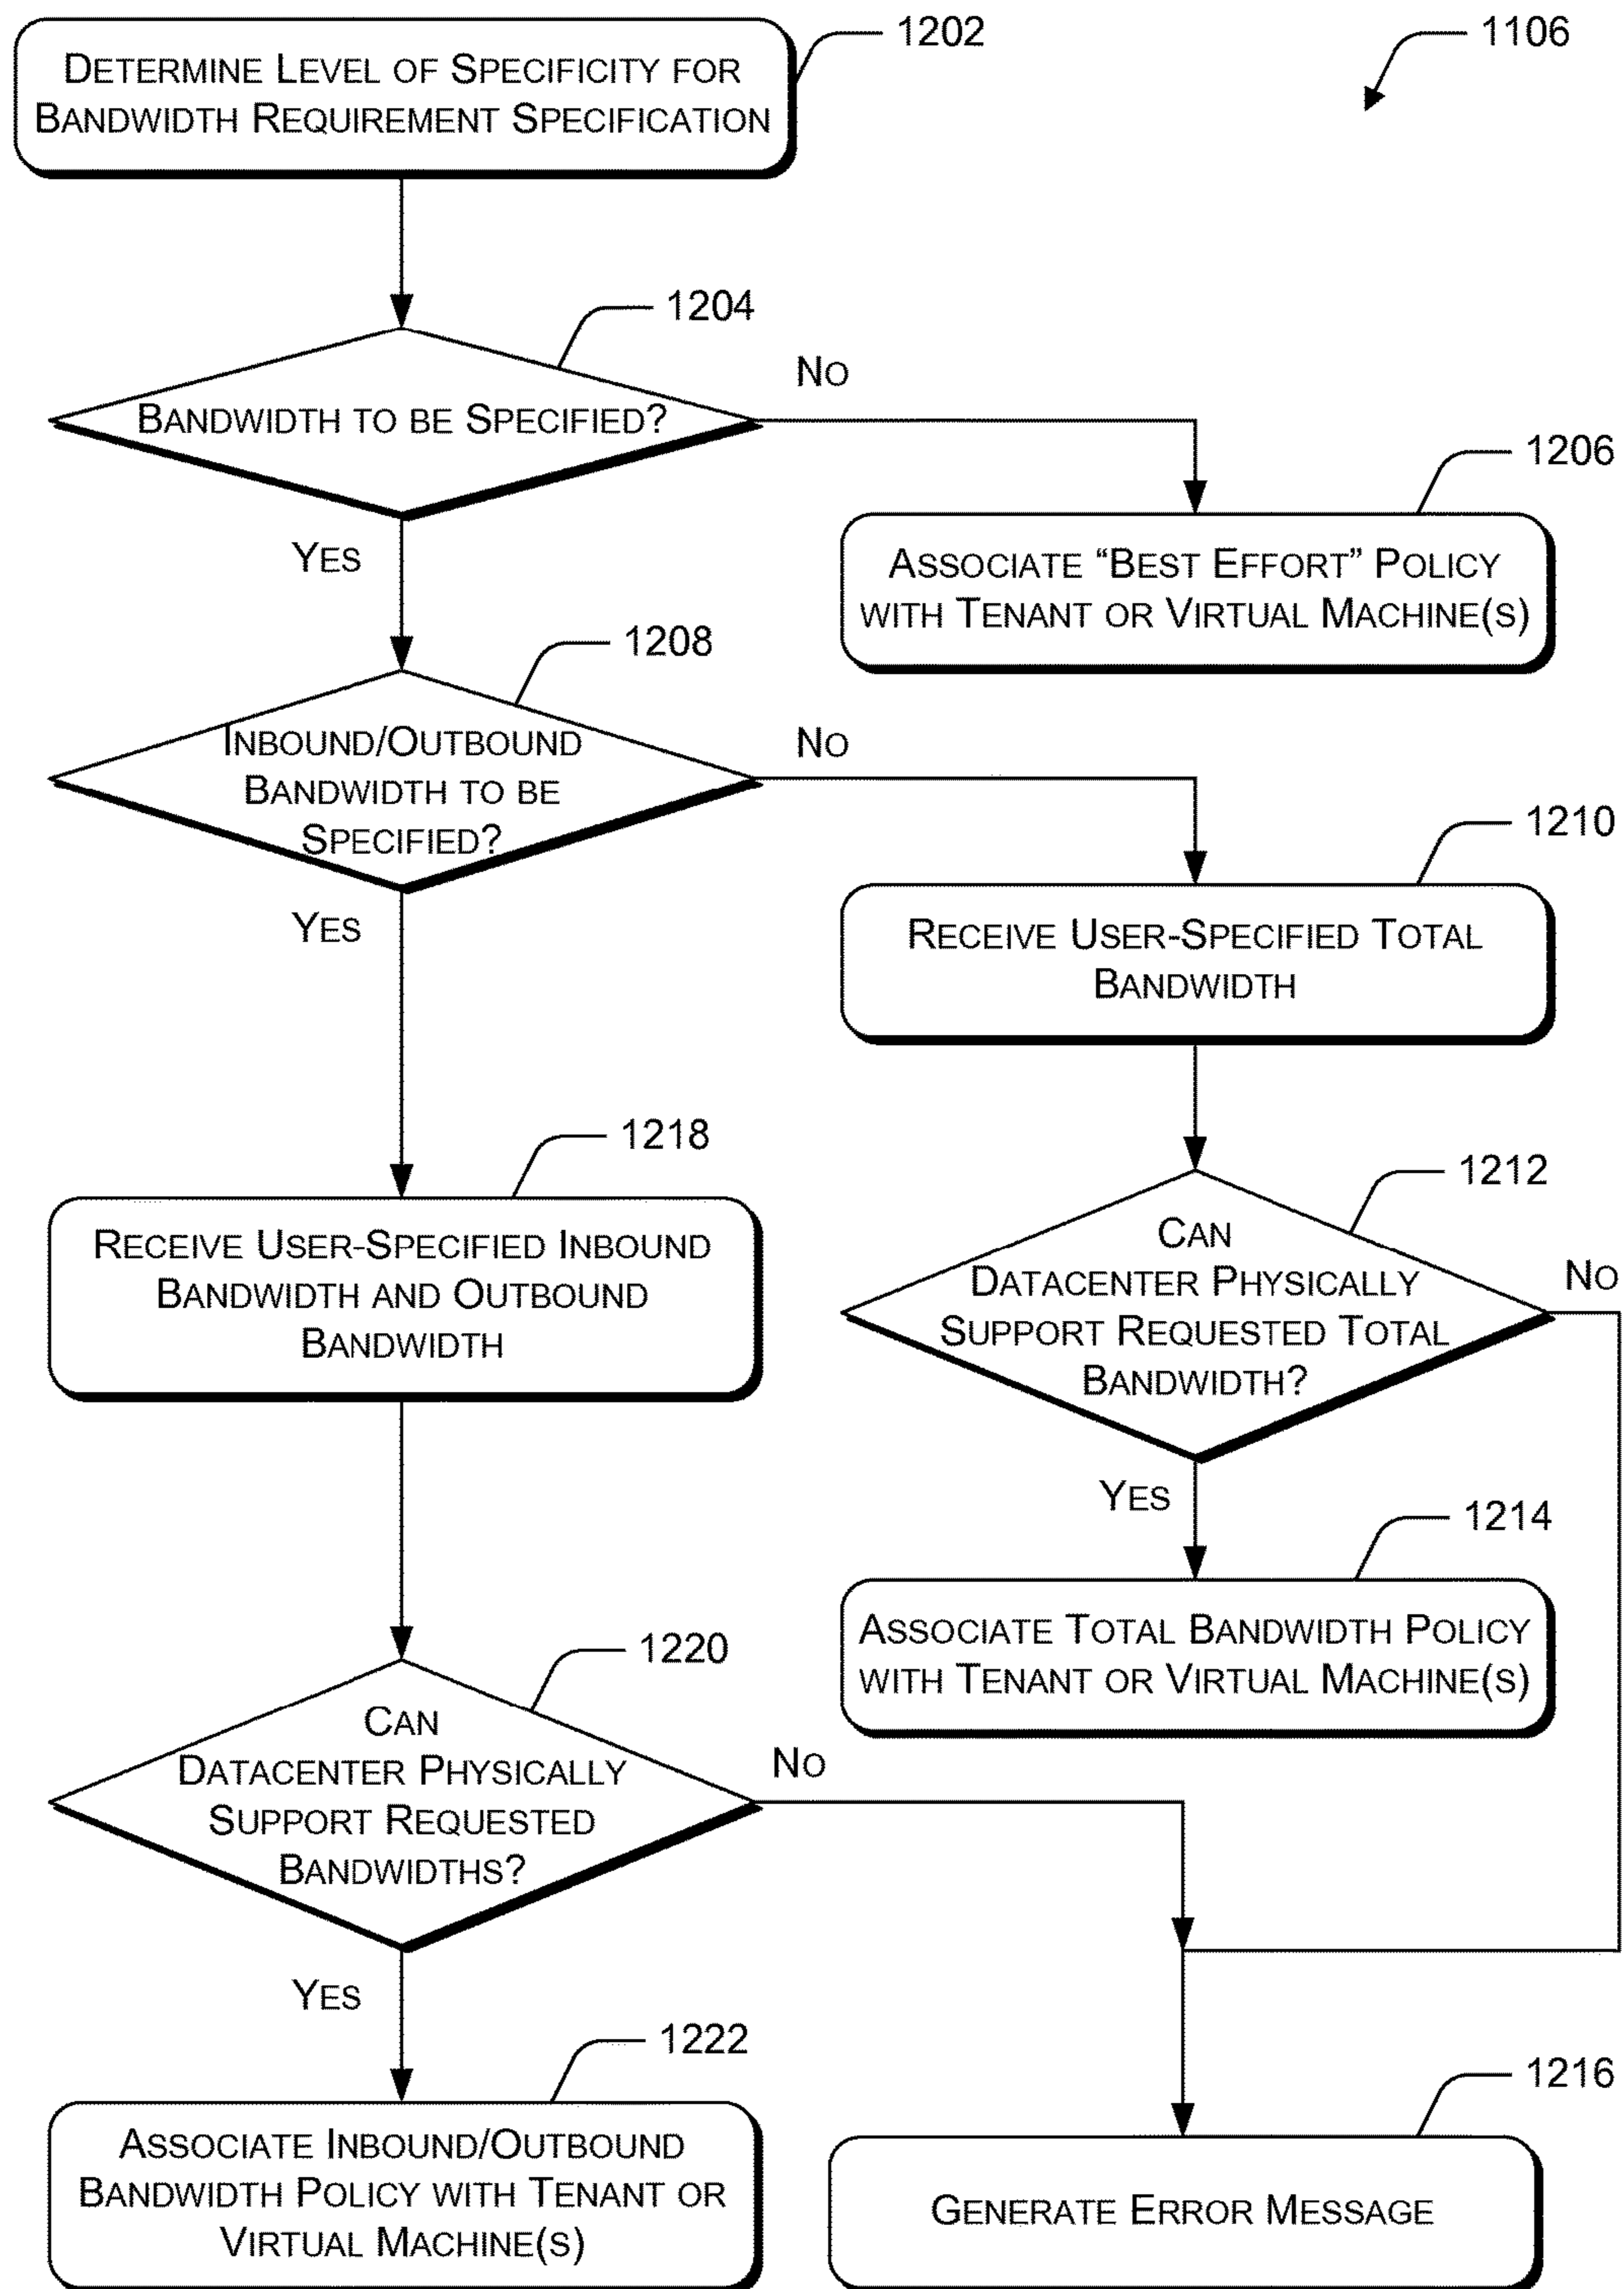 1202
1106
DETERMINE LEVEL OF SPECIFICITY FOR
BANDWIDTH REQUIREMENT SPECIFICATION
1204
NO
BANDWIDTH TO BE SPECIFIED?
1206
YES
ASSOCIATE “BEST EFFORT” POLICY
WITH TENANT OR VIRTUAL MACHINE(S)
1208
NO
INBOUND/OUTBOUND
BANDWIDTH TO BE
SPECIFIED?
1210
YES
RECEIVE USER-SPECIFIED TOTAL
BANDWIDTH
1218
RECEIVE USER-SPECIFIED INBOUND
BANDWIDTH AND OUTBOUND
BANDWIDTH
1212
CAN
DATACENTER PHYSICALLY
SUPPORT REQUESTED TOTAL
BANDWIDTH?
NO
YES
1214
ASSOCIATE TOTAL BANDWIDTH POLICY
WITH TENANT OR VIRTUAL MACHINE(S)
1220
CAN
DATACENTER PHYSICALLY
SUPPORT REQUESTED
BANDWIDTHS?
NO
YES
1222
ASSOCIATE INBOUND/OUTBOUND
BANDWIDTH POLICY WITH TENANT OR
VIRTUAL MACHINE(S)
1216
GENERATE ERROR MESSAGE